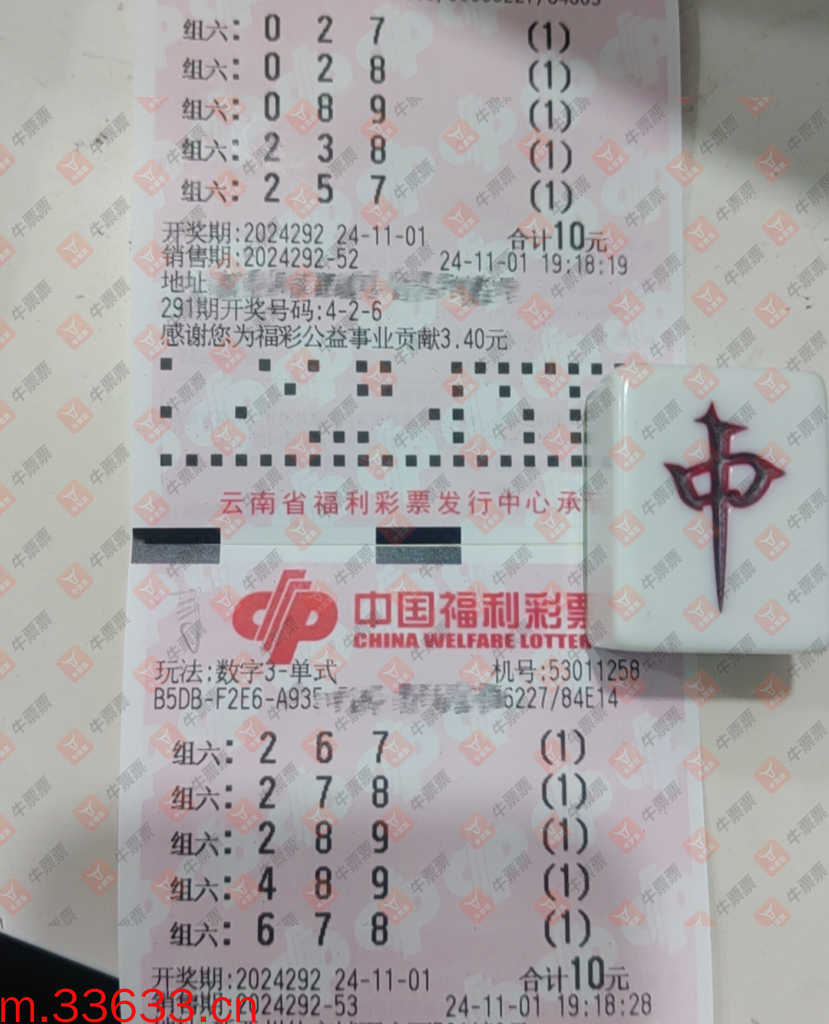 组六: 0 2 7 (1)
组六: 0 2 8 (1)
组六: 0 8 9 (1)
组六: 2 3 8 (1)
组六: 2 5 7 (1)
开奖期:2024292 24-11-01 合计10元
销售期:2024292-52 24-11-01 19:18:19
地址
291期开奖号码:4-2-6
感谢您为福彩公益事业贡献3.40元
云南省福利彩票发行中心承
中
中国福利彩票
CHINA WELFARE LOTTER
玩法:数字3-单式 机号:53011258
B5DB-F2E6-A935 6227/84E14
组六: 2 6 7 (1)
组六: 2 7 8 (1)
组六: 2 8 9 (1)
组六: 4 8 9 (1)
组六: 6 7 8 (1)
开奖期:2024292 24-11-01 合计10元
销售期:2024292-53 24-11-01 19:18:28
m.33633.cn
牛票票